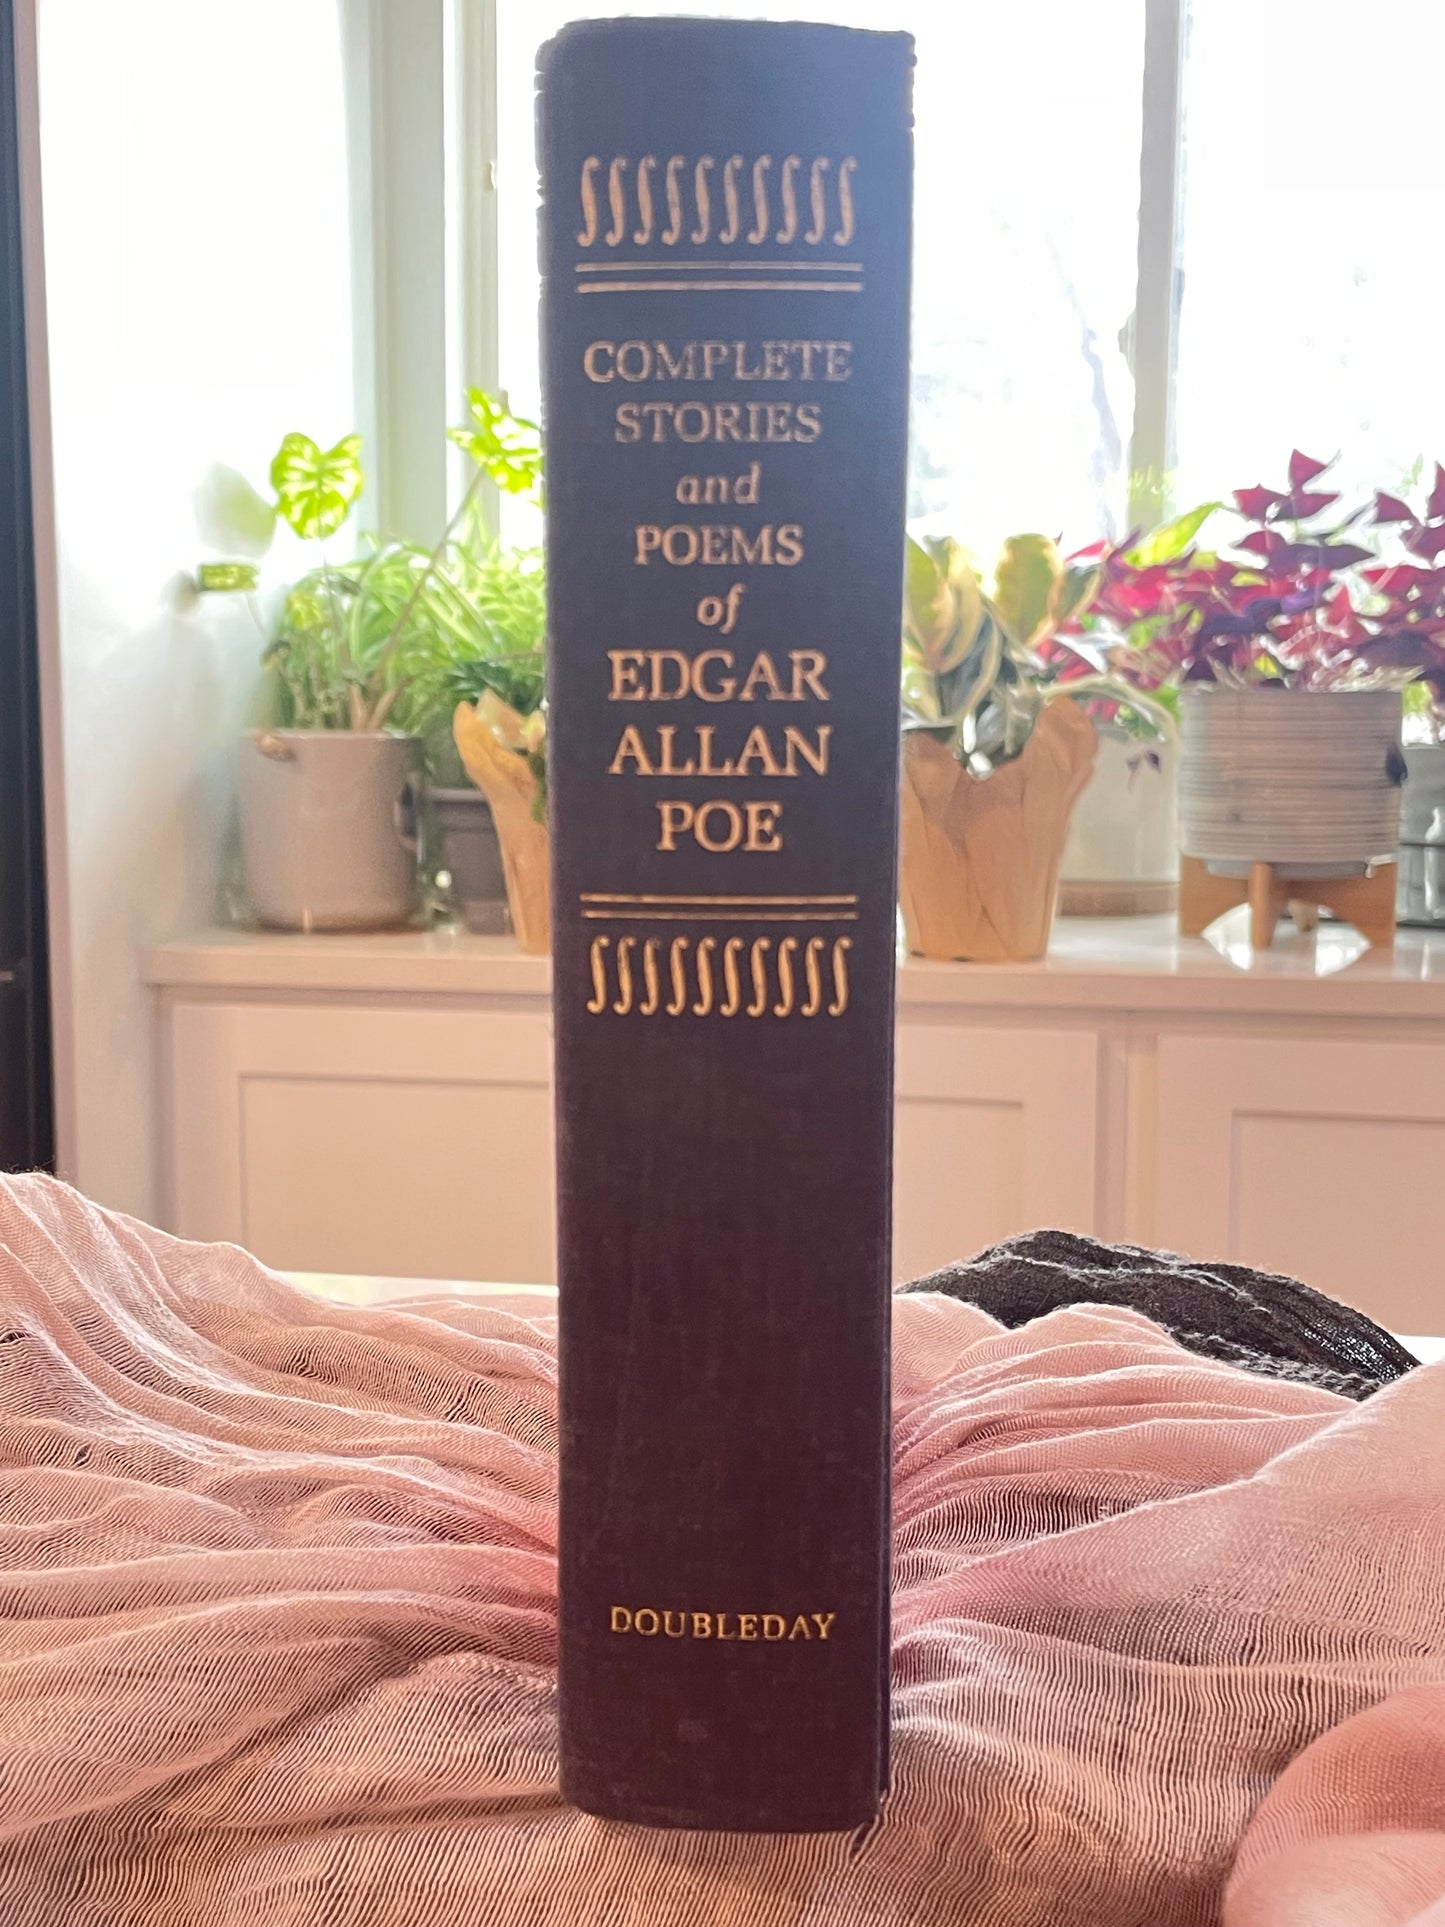 COMPLETE
STORIES
and
POEMS
of
EDGAR
ALLAN
POE
DOUBLEDAY